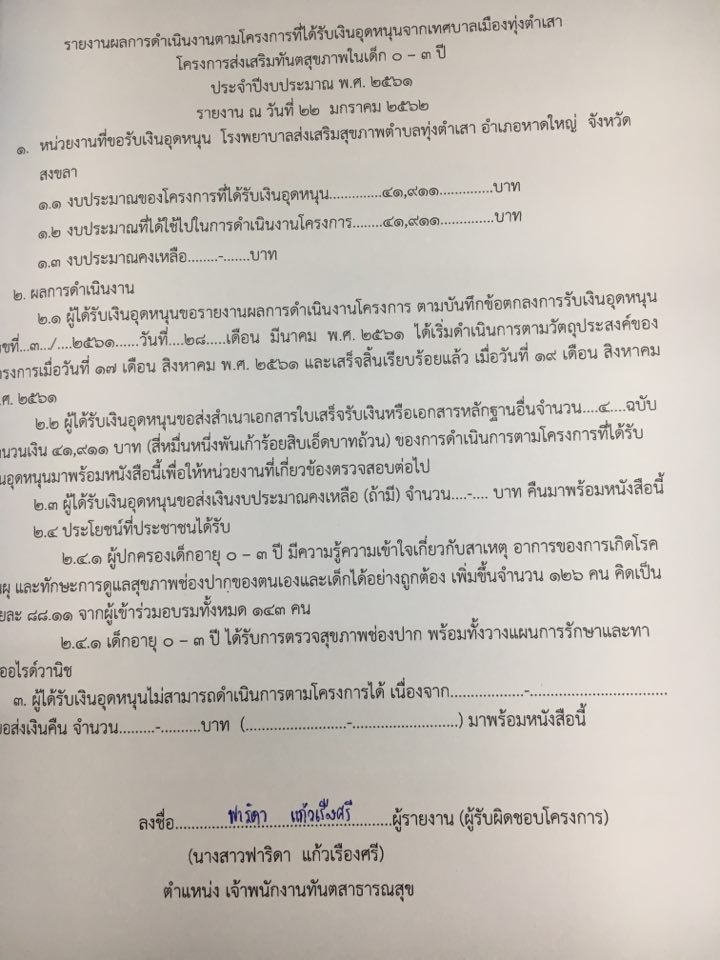 รายงานผลการดำเนินงานตามโครงการที่ได้รับเงินอุดหนุนจากเทศบาลเมืองทุ่งตำเสา
โครงการส่งเสริมทันตสุขภาพในเด็ก ๐ – ๓ ปี
ประจำปีงบประมาณ พ.ศ. ๒๕๖๑
รายงาน ณ วันที่ ๒๒ มกราคม ๒๕๖๒
๑. หน่วยงานที่ขอรับเงินอุดหนุน โรงพยาบาลส่งเสริมสุขภาพตำบลทุ่งตำเสา อำเภอหาดใหญ่ จังหวัด
สงขลา
๑.๑ งบประมาณของโครงการที่ได้รับเงินอุดหนุน.............๔๑,๙๑๑.............บาท
๑.๒ งบประมาณที่ได้ใช้ไปในการดำเนินงานโครงการ........๔๑,๙๑๑.............บาท
๑.๓ งบประมาณคงเหลือ........-.......บาท
๒. ผลการดำเนินงาน
๒.๑ ผู้ได้รับเงินอุดหนุนขอรายงานผลการดำเนินงานโครงการ ตามบันทึกข้อตกลงการรับเงินอุดหนุน
ที่...๓.../....๒๕๖๑......วันที่....๒๘.....เดือน มีนาคม พ.ศ. ๒๕๖๑ ได้เริ่มดำเนินการตามวัตถุประสงค์ของ
ครงการเมื่อวันที่ ๑๗ เดือน สิงหาคม พ.ศ. ๒๕๖๑ และเสร็จสิ้นเรียบร้อยแล้ว เมื่อวันที่ ๑๙ เดือน สิงหาคม
.ศ. ๒๕๖๑
๒.๒ ผู้ได้รับเงินอุดหนุนขอส่งสำเนาเอกสารใบเสร็จรับเงินหรือเอกสารหลักฐานอื่นจำนวน....๔....ฉบับ
านวนเงิน ๔๑,๙๑๑ บาท (สี่หมื่นหนึ่งพันเก้าร้อยสิบเอ็ดบาทถ้วน) ของการดำเนินการตามโครงการที่ได้รับ
นอุดหนุนมาพร้อมหนังสือนี้เพื่อให้หน่วยงานที่เกี่ยวข้องตรวจสอบต่อไป
๒.๓ ผู้ได้รับเงินอุดหนุนขอส่งเงินงบประมาณคงเหลือ (ถ้ามี) จำนวน....-.... บาท คืนมาพร้อมหนังสือนี้
๒.๔ ประโยชน์ที่ประชาชนได้รับ
๒.๔.๑ ผู้ปกครองเด็กอายุ ๐ – ๓ ปี มีความรู้ความเข้าใจเกี่ยวกับสาเหตุ อาการของการเกิดโรค
นผุ และทักษะการดูแลสุขภาพช่องปากของตนเองและเด็กได้อย่างถูกต้อง เพิ่มขึ้นจำนวน ๑๒๖ คน คิดเป็น
ยละ ๘๘.๑๑ จากผู้เข้าร่วมอบรมทั้งหมด ๑๔๓ คน
๒.๔.๑ เด็กอายุ ๐ – ๓ ปี ได้รับการตรวจสุขภาพช่องปาก พร้อมทั้งวางแผนการรักษาและทา
ออไรด์วานิช
๓. ผู้ได้รับเงินอุดหนุนไม่สามารถดำเนินการตามโครงการได้ เนื่องจาก..................-..................................
ขอส่งเงินคืน จำนวน.........-..........บาท (.........................-..........................) มาพร้อมหนังสือนี้
ลงชื่อ..........ฟาริดา แก้วเรืองศรี..........ผู้รายงาน (ผู้รับผิดชอบโครงการ)
(นางสาวฟาริดา แก้วเรืองศรี)
ตำแหน่ง เจ้าพนักงานทันตสาธารณสุข